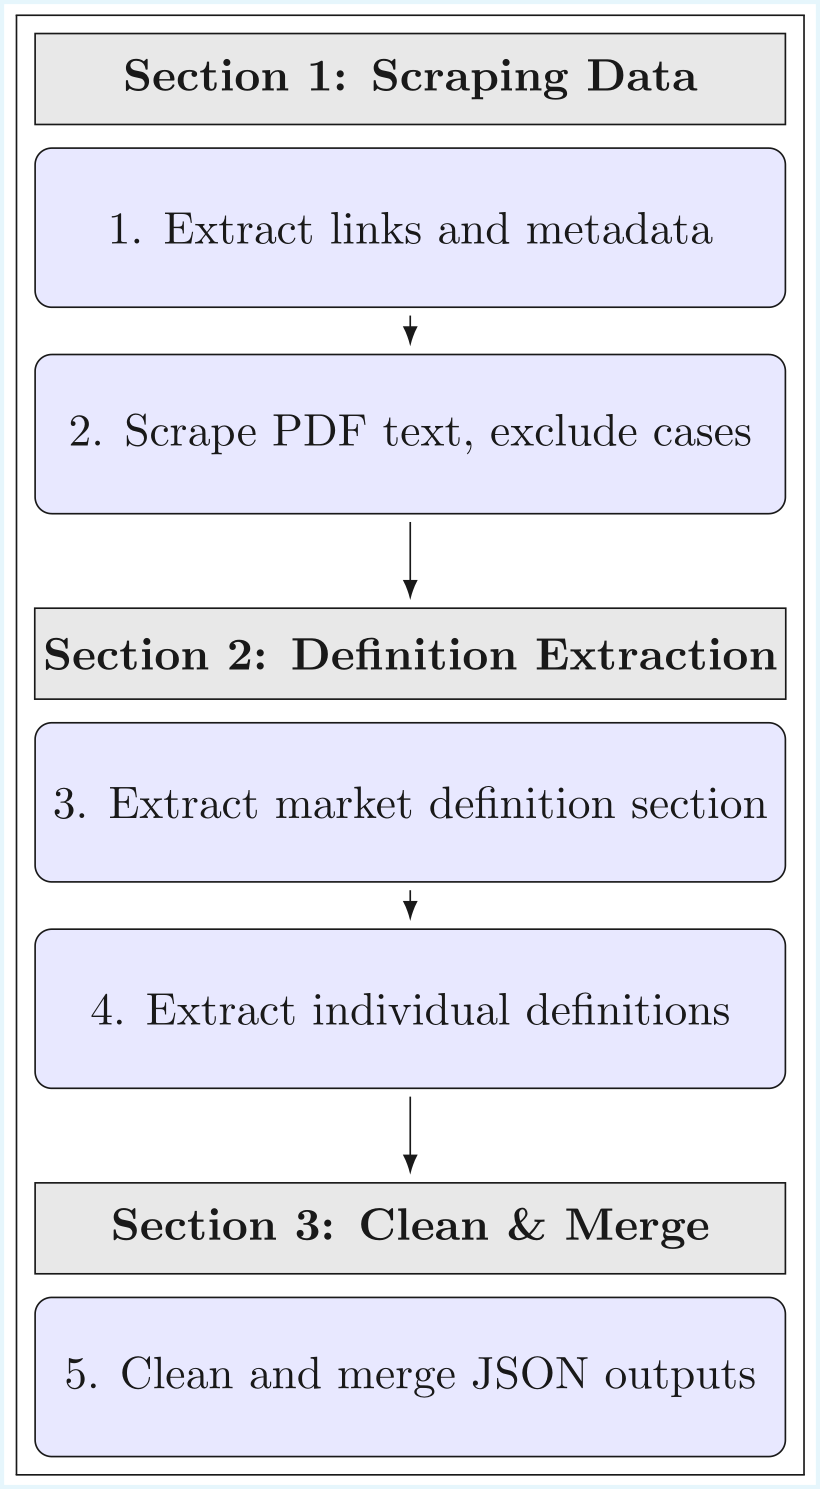 Section 1: Scraping Data
1. Extract links and metadata
2. Scrape PDF text, exclude cases
Section 2: Definition Extraction
3. Extract market definition section
4. Extract individual definitions
Section 3: Clean & Merge
5. Clean and merge JSON outputs